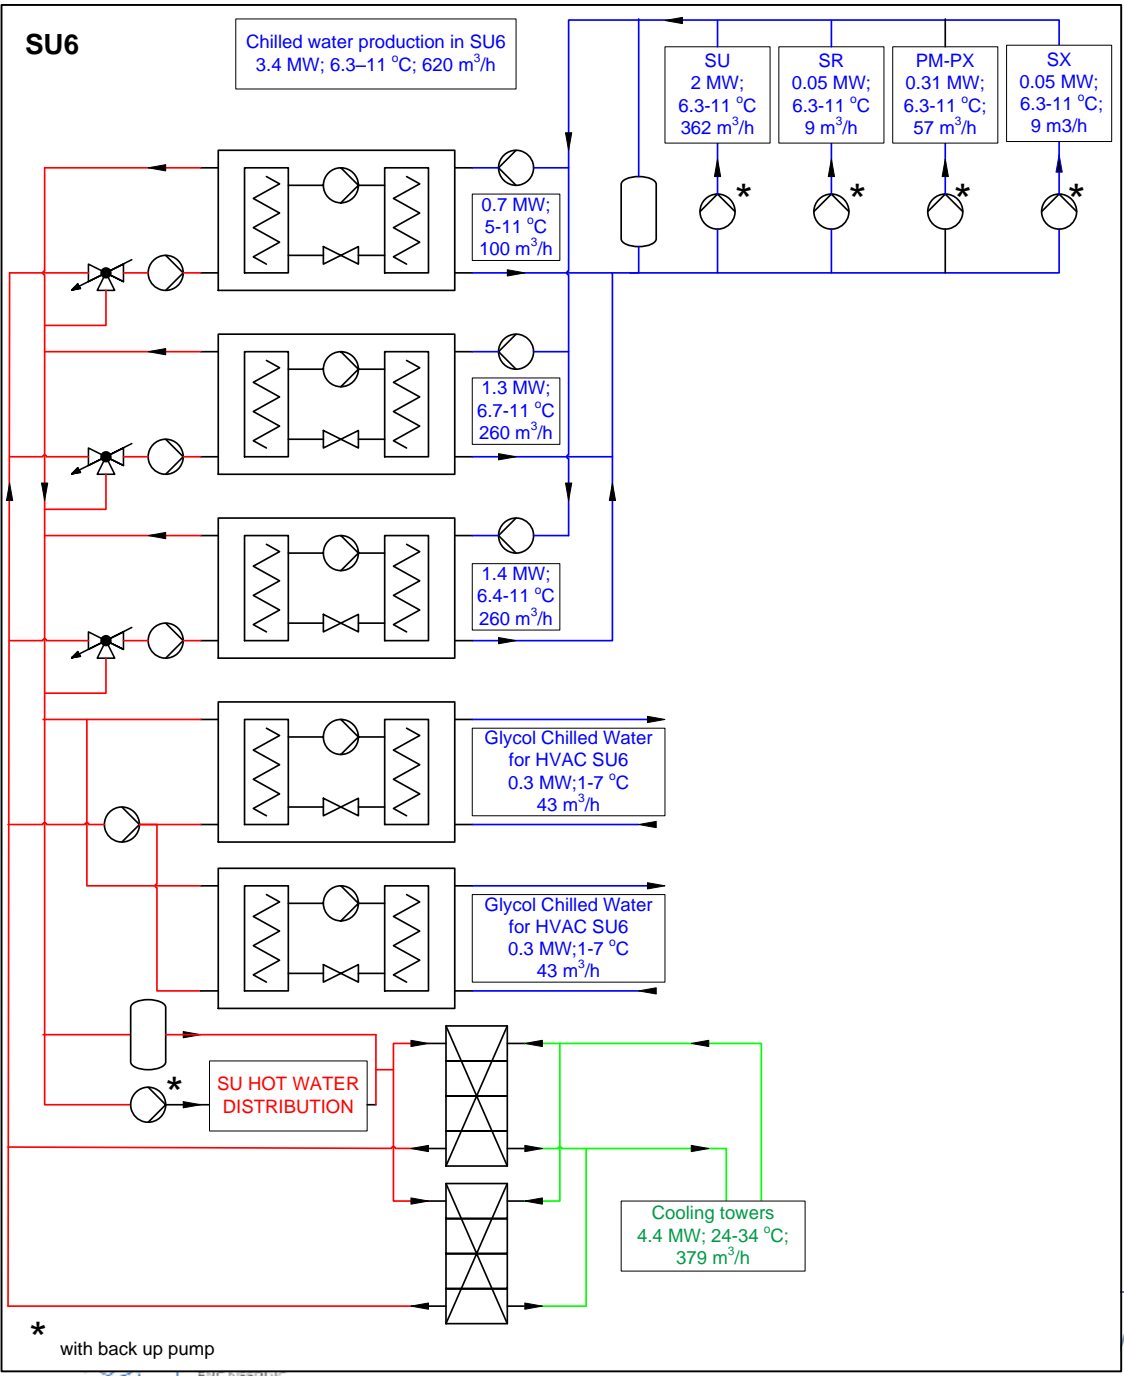 SU6
Chilled water production in SU6
3.4 MW; 6.3–11 °C; 620 m³/h
SU
2 MW;
6.3-11 °C
362 m³/h
SR
0.05 MW;
6.3-11 °C
9 m³/h
PM-PX
0.31 MW;
6.3-11 °C;
57 m³/h
SX
0.05 MW;
6.3-11 °C;
9 m3/h
*
*
*
*
0.7 MW;
5-11 °C
100 m³/h
1.3 MW;
6.7-11 °C
260 m³/h
1.4 MW;
6.4-11 °C
260 m³/h
Glycol Chilled Water
for HVAC SU6
0.3 MW;1-7 °C
43 m³/h
Glycol Chilled Water
for HVAC SU6
0.3 MW;1-7 °C
43 m³/h
*
SU HOT WATER
DISTRIBUTION
Cooling towers
4.4 MW; 24-34 °C;
379 m³/h
* with back up pump